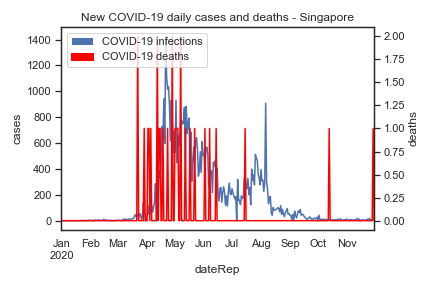 New COVID-19 daily cases and deaths - Singapore
COVID-19 infections
COVID-19 deaths
cases
1400
1200
1000
800
600
400
200
0
deaths
2.00
1.75
1.50
1.25
1.00
0.75
0.50
0.25
0.00
Jan Feb Mar Apr May Jun Jul Aug Sep Oct Nov
2020
dateRep